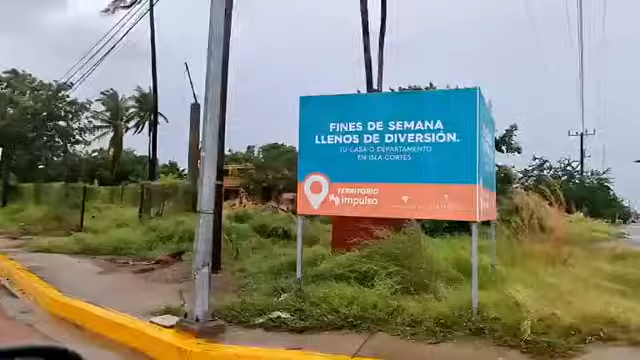 FINES DE SEMANA
LLENOS DE DIVERSIÓN.
TU CASA O DEPARTAMENTO
EN ISLA CORTÉS
TERRITORIO
impulsa